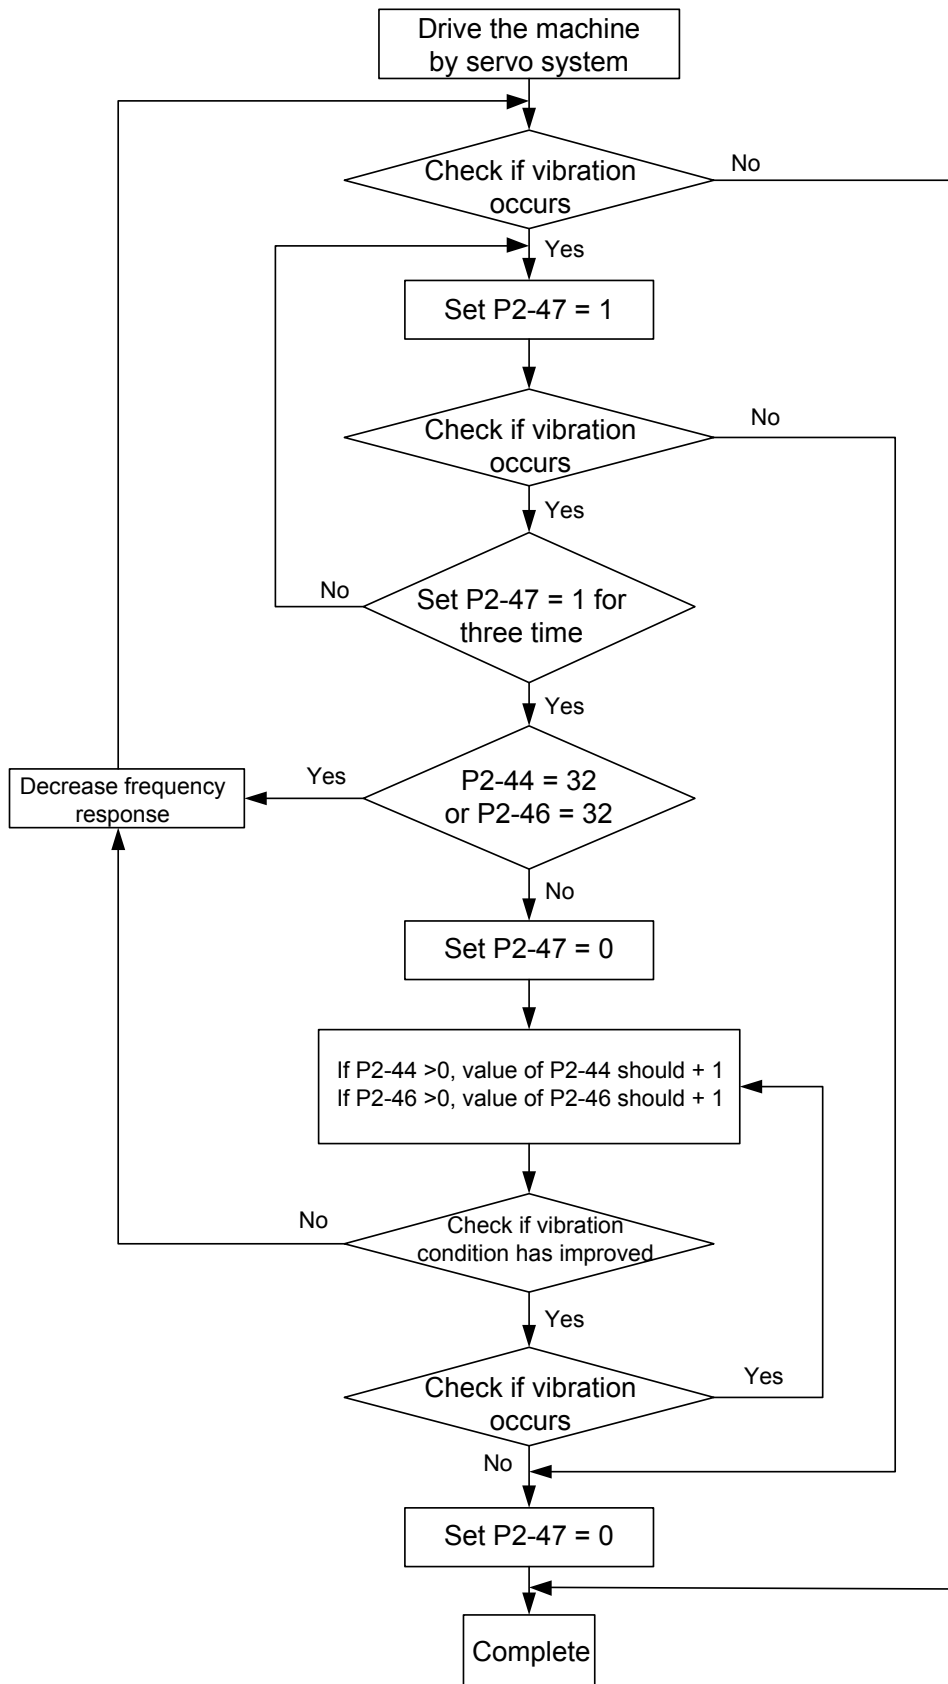 Drive the machine
by servo system
Check if vibration
occurs
No
Yes
Set P2-47 = 1
Check if vibration
occurs
No
Yes
Set P2-47 = 1 for
three time
No
Yes
P2-44 = 32
or P2-46 = 32
Yes
Decrease frequency
response
No
Set P2-47 = 0
If P2-44 >0, value of P2-44 should + 1
If P2-46 >0, value of P2-46 should + 1
Check if vibration
condition has improved
No
Yes
Check if vibration
occurs
Yes
No
Set P2-47 = 0
Complete